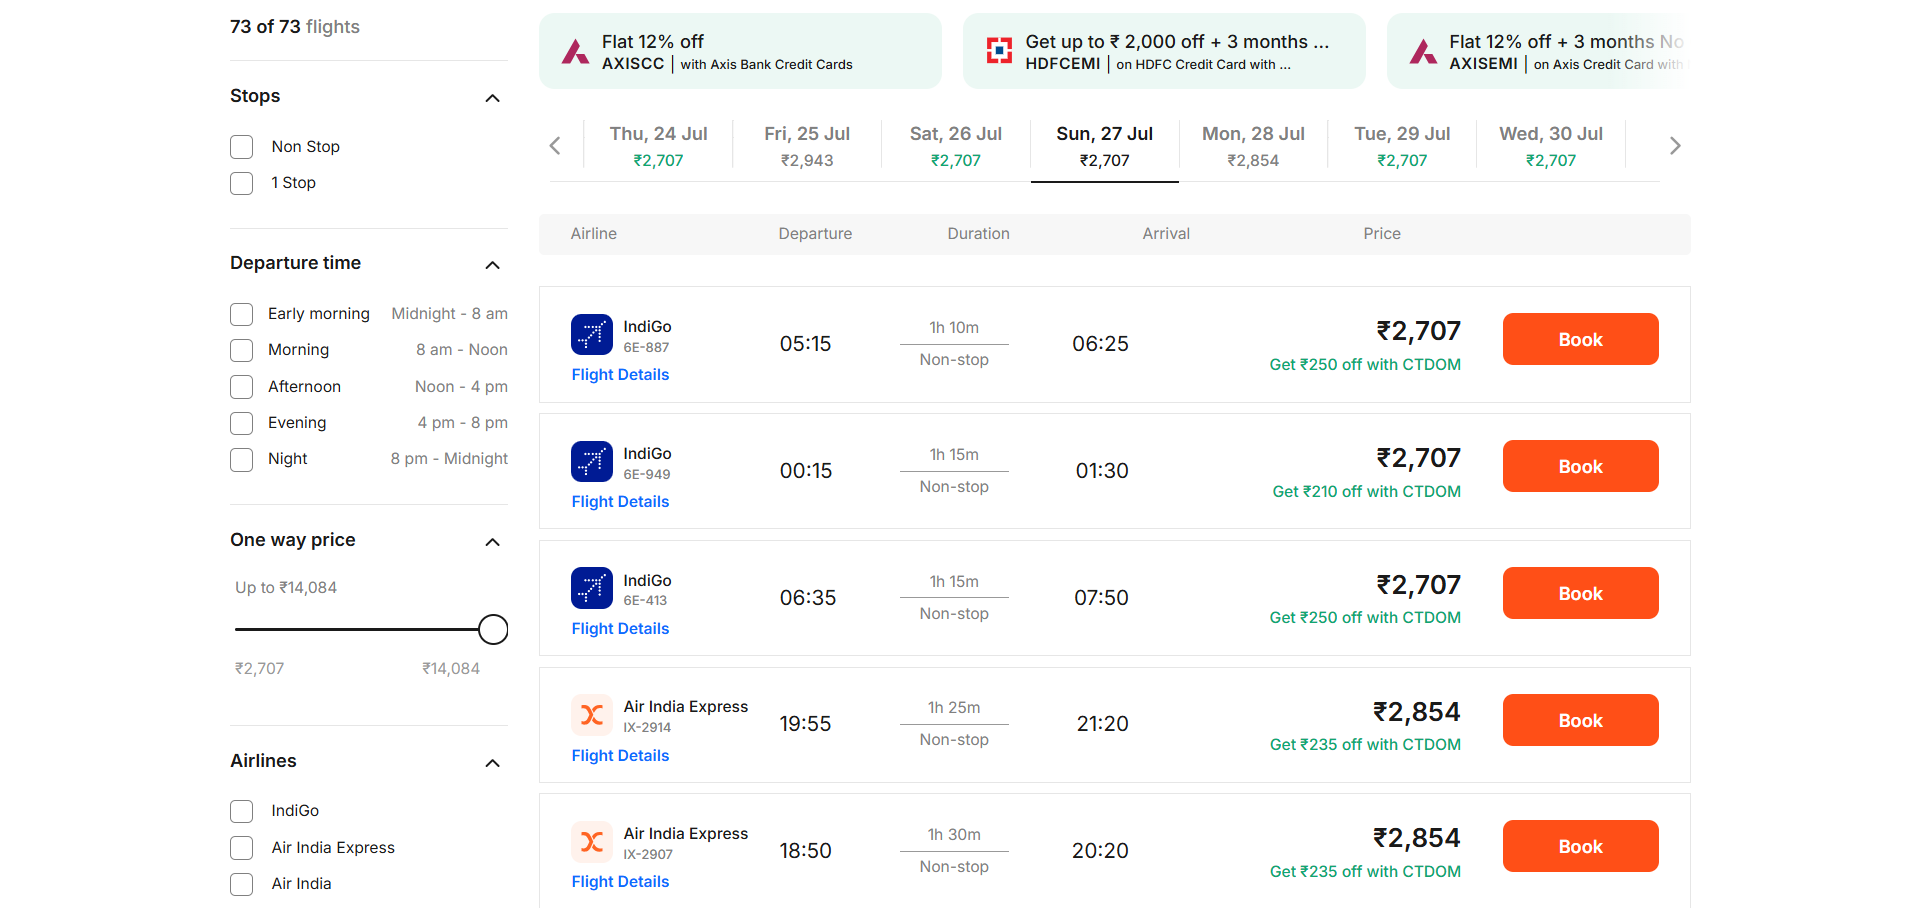 73 of 73 flights
Stops
Non Stop
1 Stop
Departure time
Early morning Midnight - 8 am
Morning 8 am - Noon
Afternoon Noon - 4 pm
Evening 4 pm - 8 pm
Night 8 pm - Midnight
One way price
Up to ₹14,084
₹2,707 ₹14,084
Airlines
IndiGo
Air India Express
Air India
Flat 12% off
AXISCC | with Axis Bank Credit Cards
Get up to ₹ 2,000 off + 3 months ...
HDFCEMI | on HDFC Credit Card with ...
Flat 12% off + 3 months No
AXISEMI | on Axis Credit Card with
Thu, 24 Jul
₹2,707
Fri, 25 Jul
₹2,943
Sat, 26 Jul
₹2,707
Sun, 27 Jul
₹2,707
Mon, 28 Jul
₹2,854
Tue, 29 Jul
₹2,707
Wed, 30 Jul
₹2,707
Airline Departure Duration Arrival Price
IndiGo
6E-887
Flight Details
05:15
1h 10m
Non-stop
06:25
₹2,707
Get ₹250 off with CTDOM
Book
IndiGo
6E-949
Flight Details
00:15
1h 15m
Non-stop
01:30
₹2,707
Get ₹210 off with CTDOM
Book
IndiGo
6E-413
Flight Details
06:35
1h 15m
Non-stop
07:50
₹2,707
Get ₹250 off with CTDOM
Book
Air India Express
IX-2914
Flight Details
19:55
1h 25m
Non-stop
21:20
₹2,854
Get ₹235 off with CTDOM
Book
Air India Express
IX-2907
Flight Details
18:50
1h 30m
Non-stop
20:20
₹2,854
Get ₹235 off with CTDOM
Book